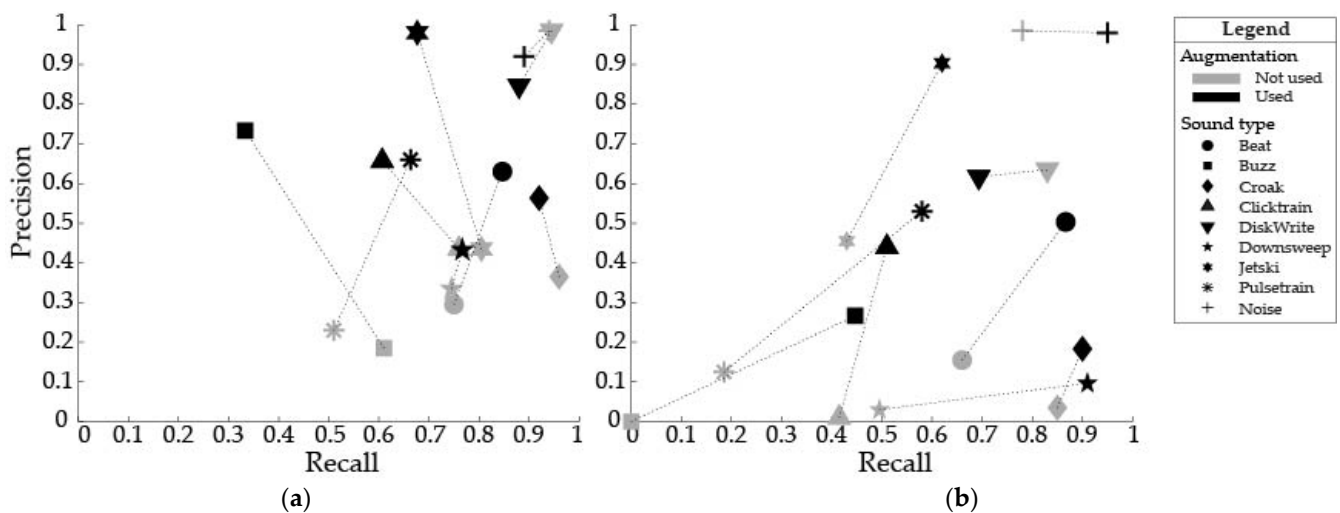 Precision
1
0.9
0.8
0.7
0.6
0.5
0.4
0.3
0.2
0.1
0
0 0.1 0.2 0.3 0.4 0.5 0.6 0.7 0.8 0.9 1
Recall
(a)
1
0.9
0.8
0.7
0.6
0.5
0.4
0.3
0.2
0.1
0
0 0.1 0.2 0.3 0.4 0.5 0.6 0.7 0.8 0.9 1
Recall
(b)
Legend
Augmentation
Not used
Used
Sound type
Beat
Buzz
Croak
Clicktrain
DiskWrite
Downsweep
Jetski
Pulsetrain
Noise